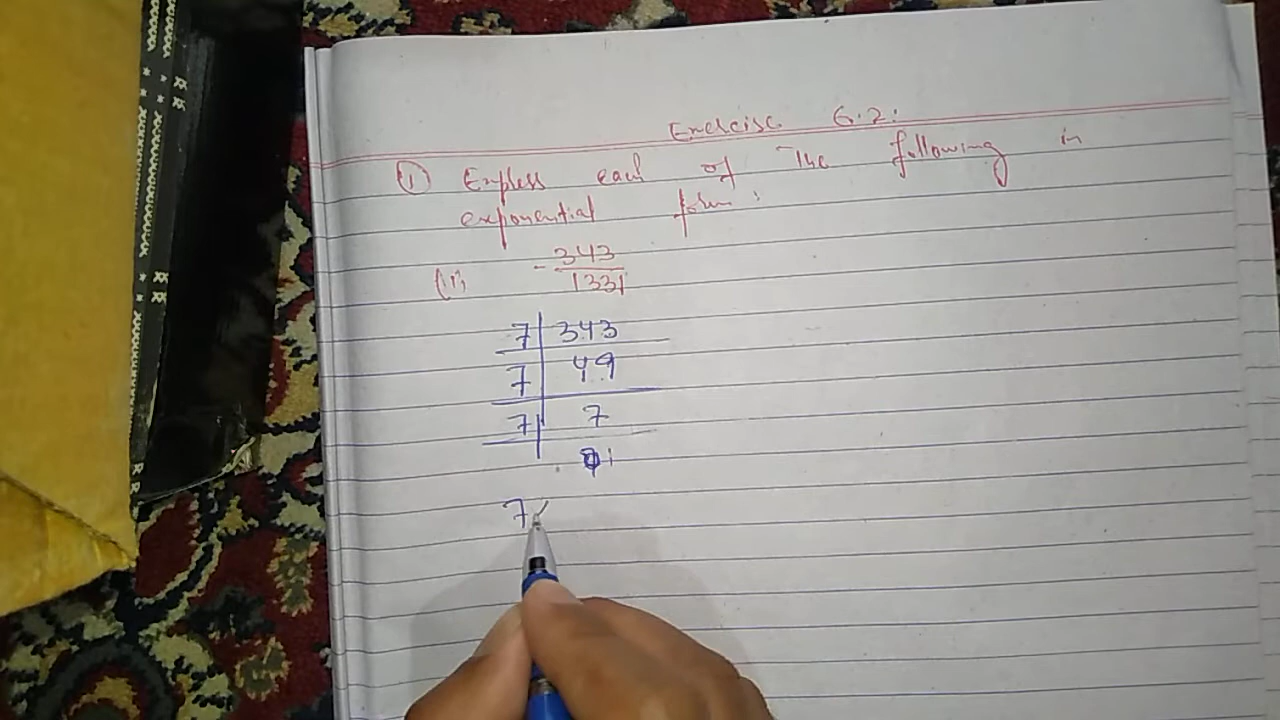 Exercise 6.2:
(1) Express each of The following in
exponential form:
(ii) - 343
1331
7 343
7 49
7 7
1
7 ×